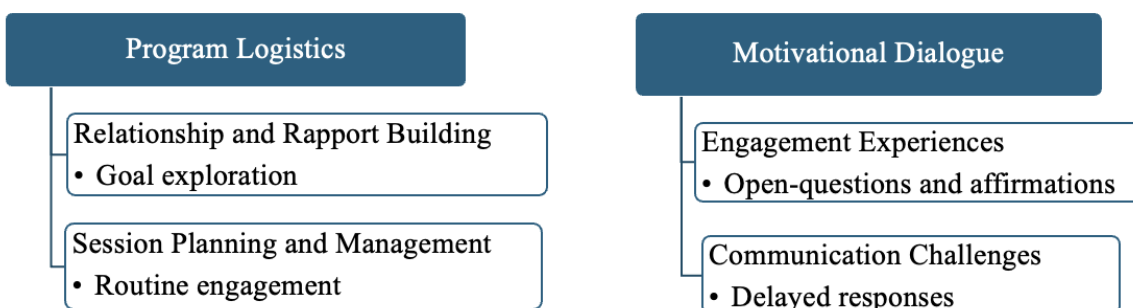 Program Logistics
Relationship and Rapport Building
• Goal exploration
Session Planning and Management
• Routine engagement
Motivational Dialogue
Engagement Experiences
• Open-questions and affirmations
Communication Challenges
• Delayed responses